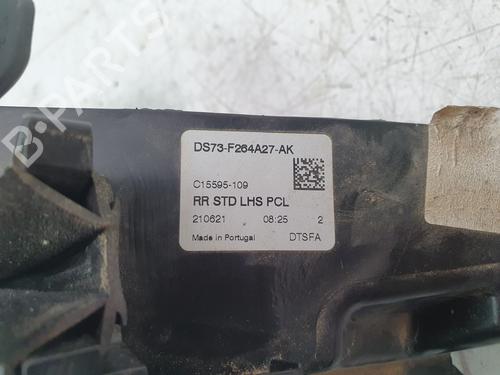 B-PARTS
DS73-F264A27-AK
C15595-109
RR STD LHS PCL
210621 08:25 2
Made in Portugal DTSFA